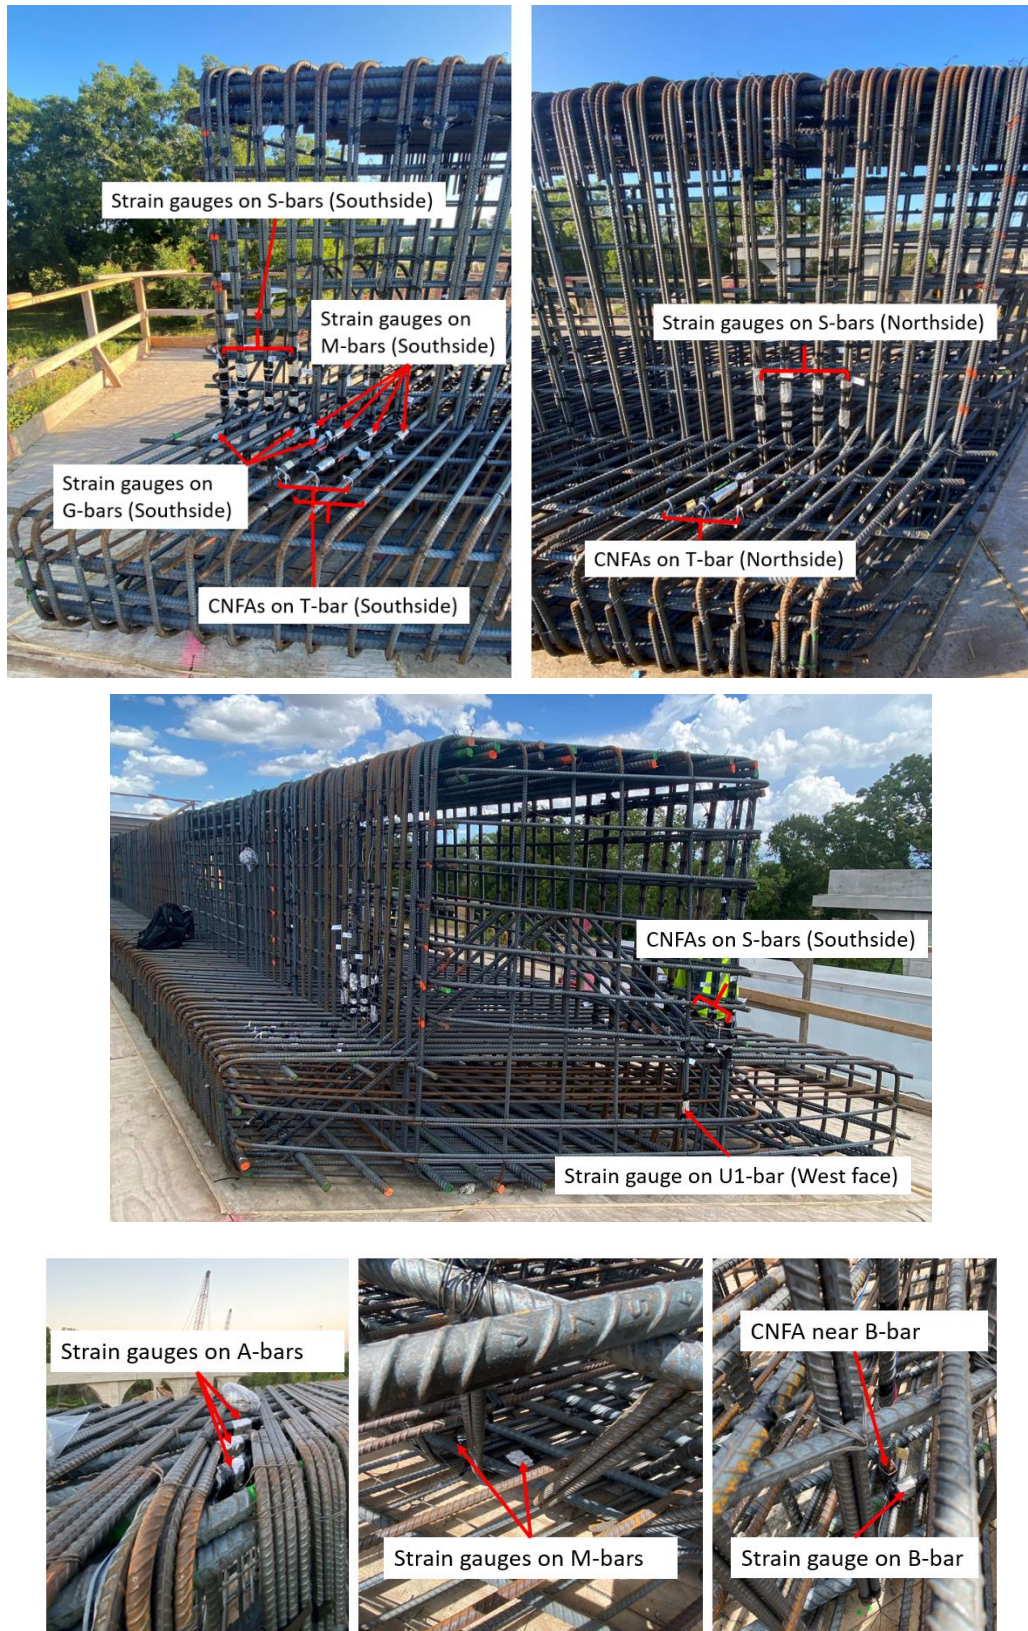 Strain gauges on S-bars (Southside)
Strain gauges on
M-bars (Southside)
Strain gauges on
G-bars (Southside)
CNFAs on T-bar (Southside)
Strain gauges on S-bars (Northside)
CNFAs on T-bar (Northside)
CNFAs on S-bars (Southside)
Strain gauge on U1-bar (West face)
Strain gauges on A-bars
Strain gauges on M-bars
CNFA near B-bar
Strain gauge on B-bar